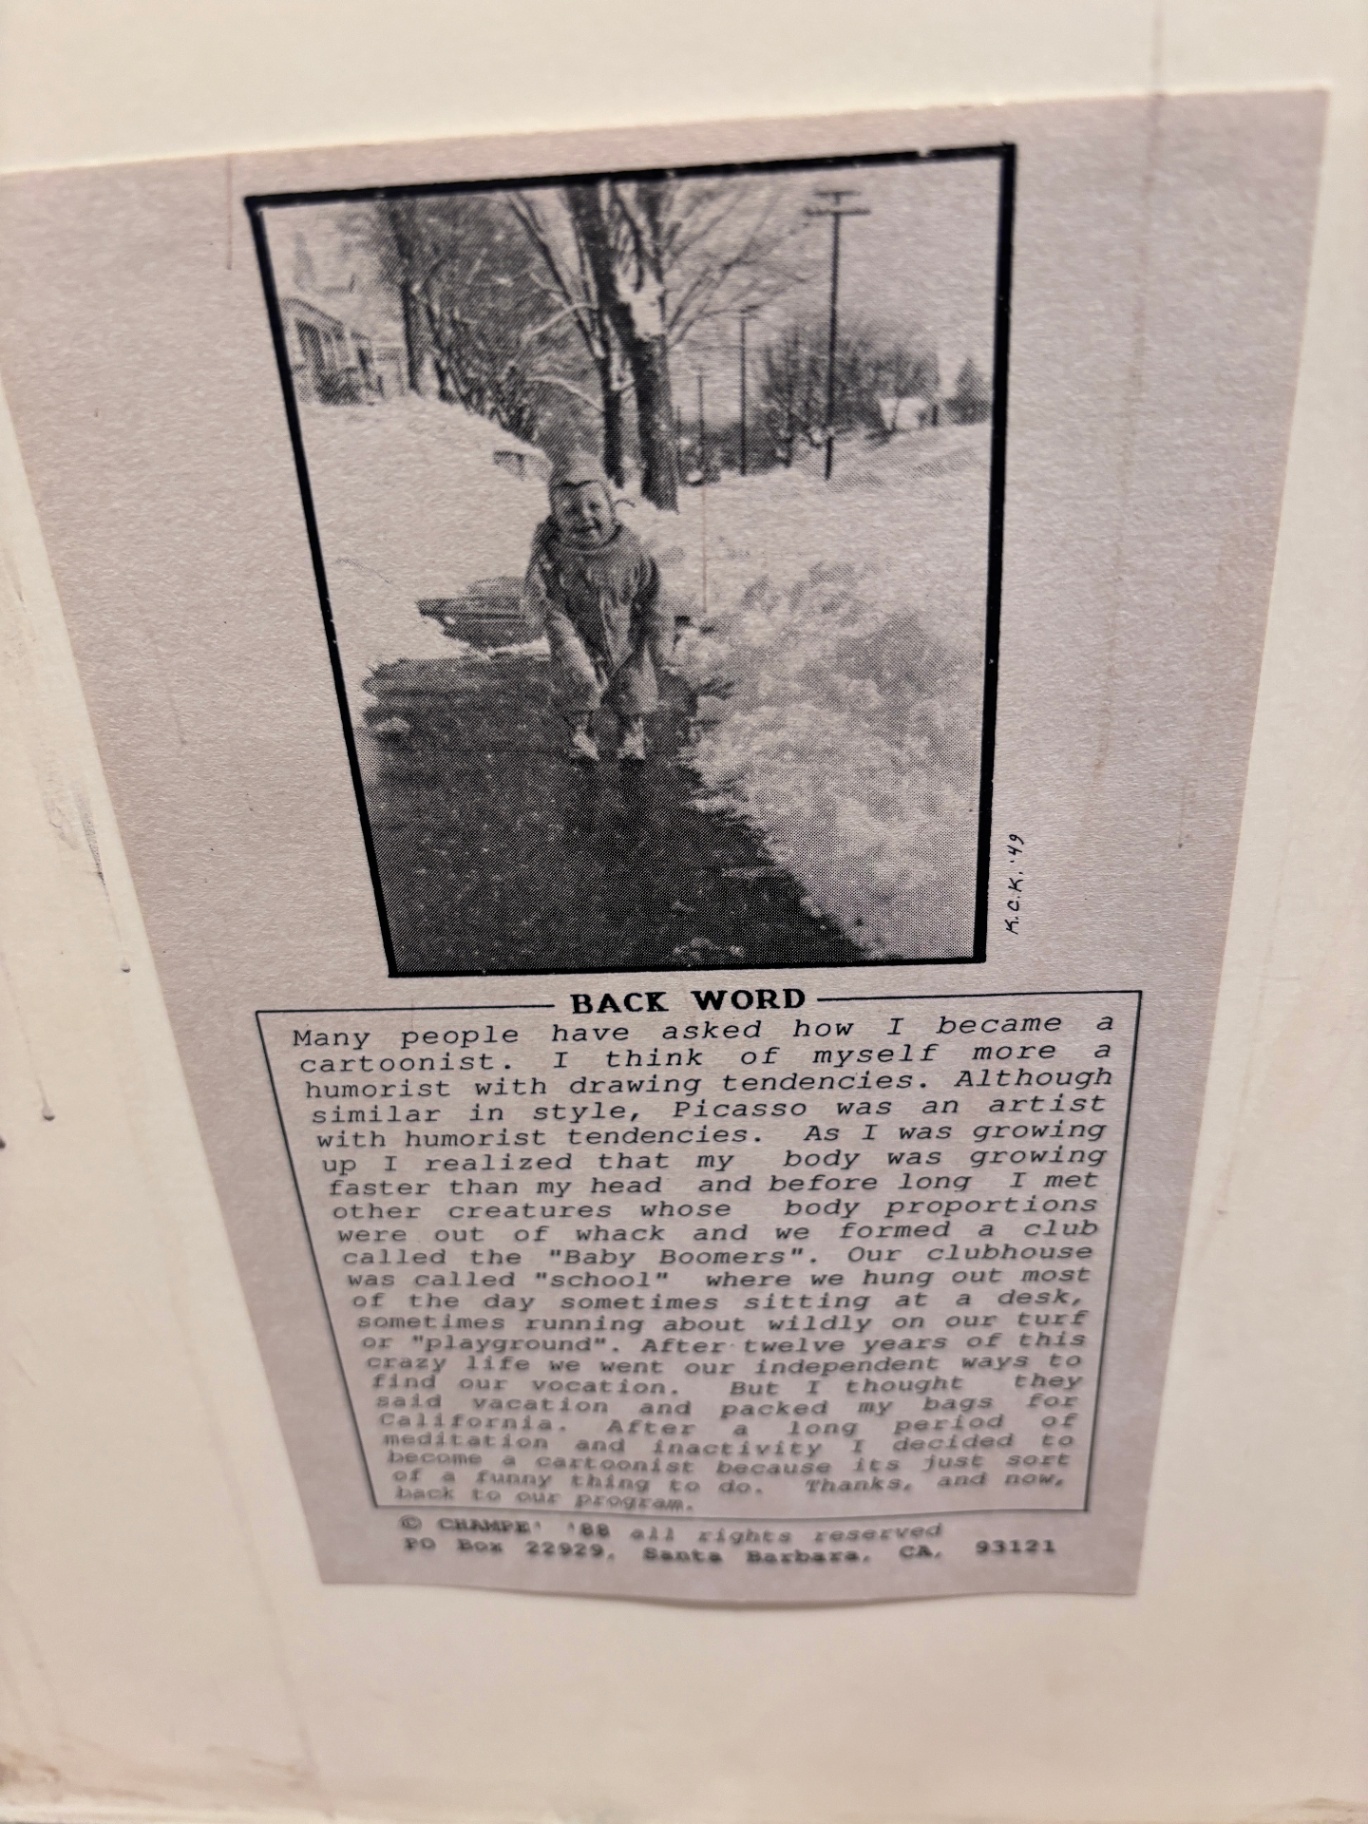 K.C.K. '49
BACK WORD
Many people have asked how I became a
cartoonist. I think of myself more a
humorist with drawing tendencies. Although
similar in style, Picasso was an artist
with humorist tendencies. As I was growing
up I realized that my body was growing
faster than my head and before long I met
other creatures whose body proportions
were out of whack and we formed a club
called the "Baby Boomers". Our clubhouse
was called "school" where we hung out most
of the day sometimes sitting at a desk,
sometimes running about wildly on our turf
or "playground". After twelve years of this
crazy life we went our independent ways to
find our vocation. But I thought they
said vacation and packed my bags for
California. After a long period of
meditation and inactivity I decided to
become a cartoonist because its just sort
of a funny thing to do. Thanks, and now,
back to our program.
© CHAMPE' '88 all rights reserved
PO Box 22929, Santa Barbara, CA, 93121